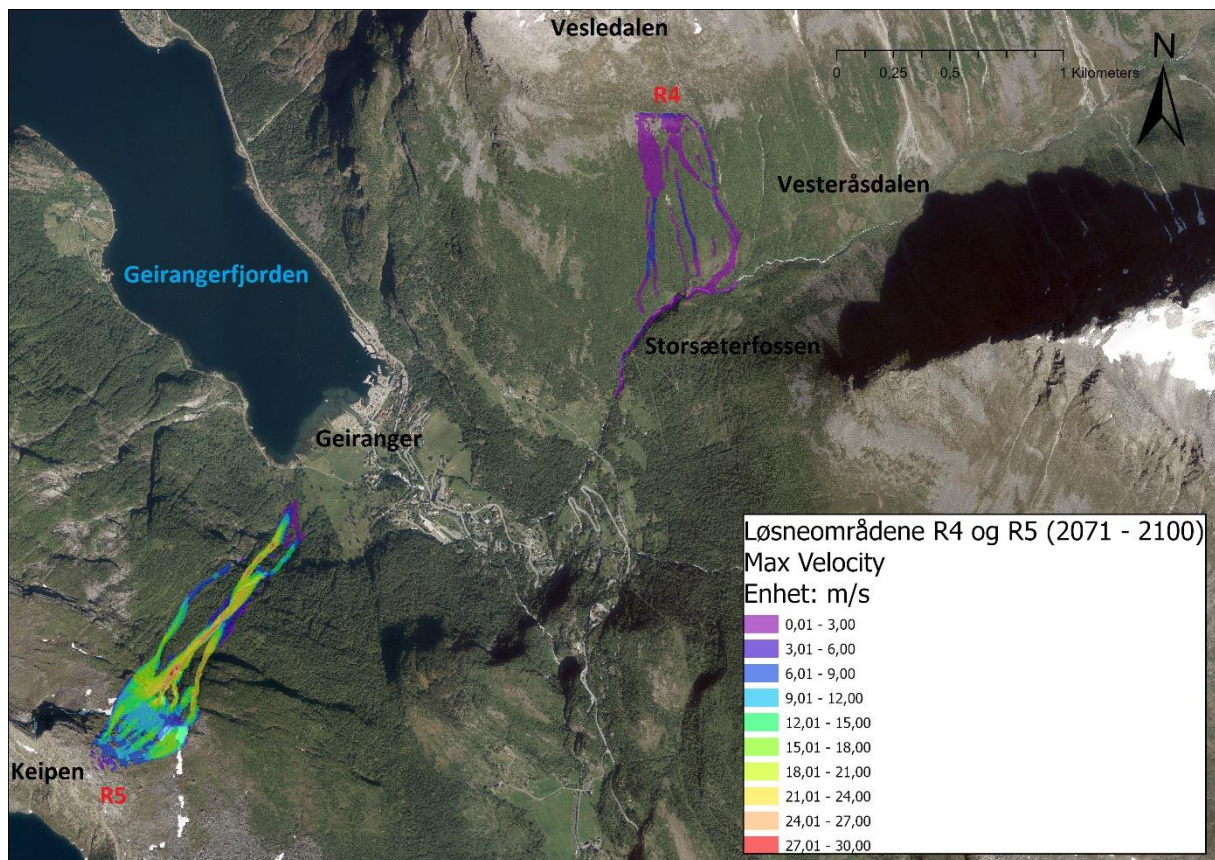 Vesledalen
N
0 0,25 0,5 1 Kilometers
R4
Vesteråsdalen
Geirangerfjorden
Storsæterfossen
Geiranger
Keipen
R5
Løsneområdene R4 og R5 (2071 - 2100)
Max Velocity
Enhet: m/s
0,01 - 3,00
3,01 - 6,00
6,01 - 9,00
9,01 - 12,00
12,01 - 15,00
15,01 - 18,00
18,01 - 21,00
21,01 - 24,00
24,01 - 27,00
27,01 - 30,00